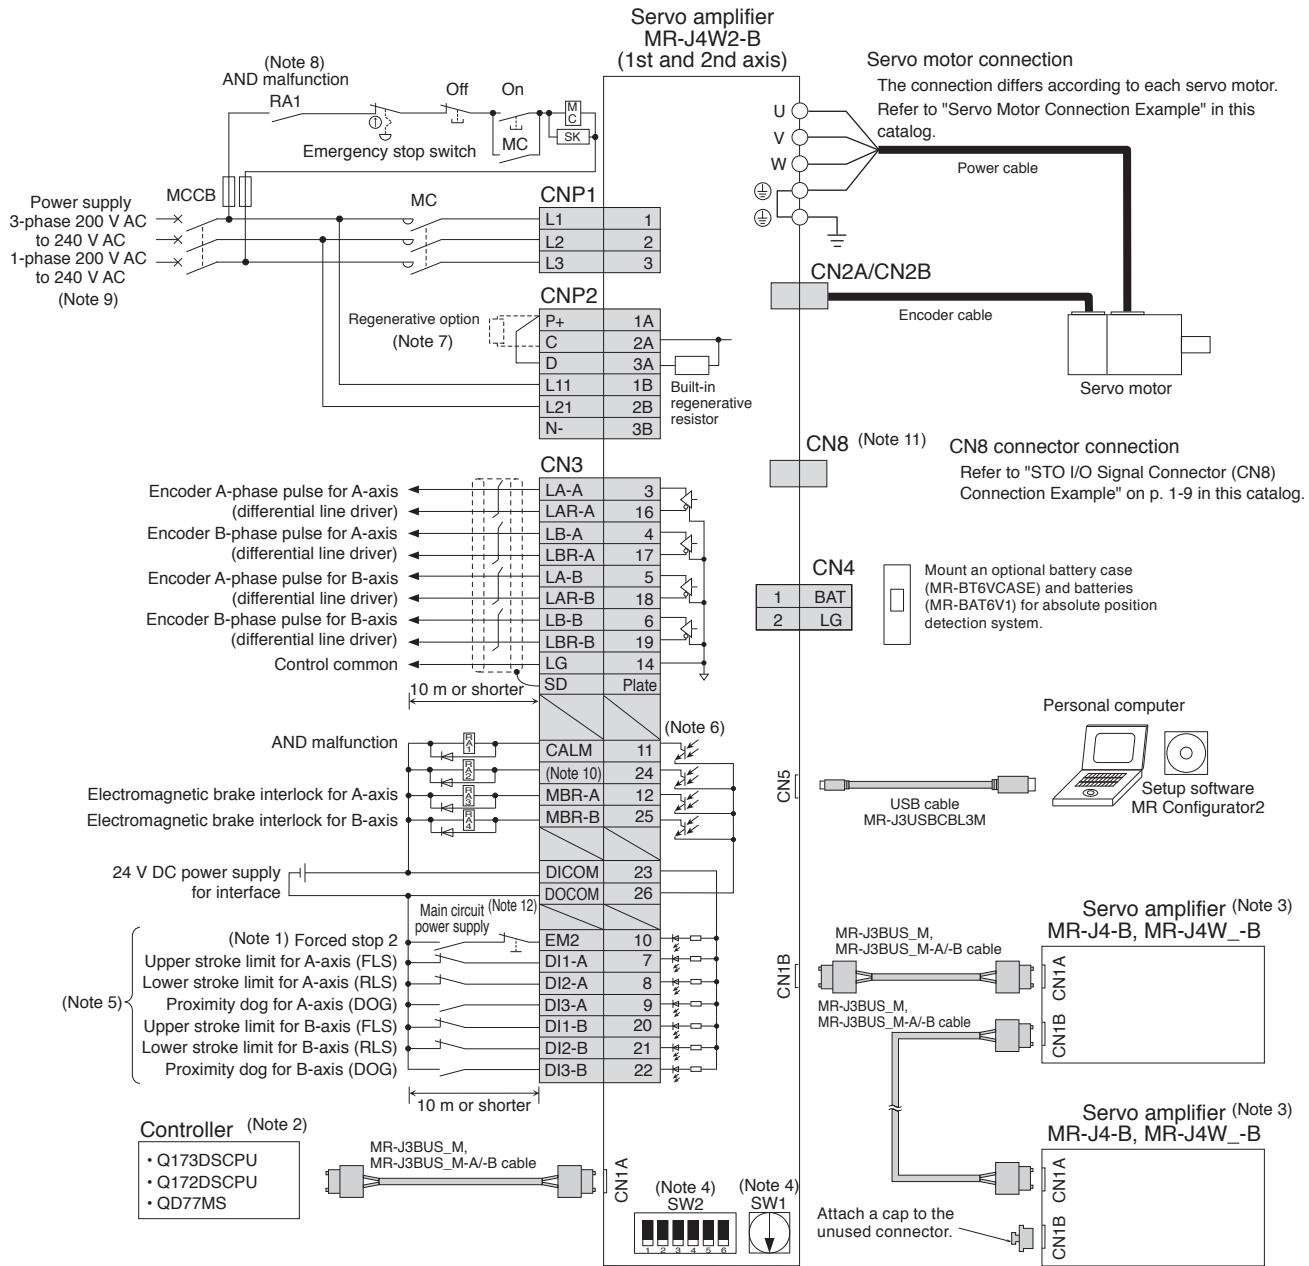 Servo amplifier
MR-J4W2-B
(1st and 2nd axis)
(Note 8)
AND malfunction
RA1
Off
On
MC
SK
MC
Emergency stop switch
Power supply
3-phase 200 V AC
to 240 V AC
1-phase 200 V AC
to 240 V AC
(Note 9)
MCCB
MC
CNP1
L1 1
L2 2
L3 3
CNP2
Regenerative option
(Note 7)
P+ 1A
C 2A
D 3A
L11 1B
L21 2B
N- 3B
Built-in
regenerative
resistor
CN3
Encoder A-phase pulse for A-axis
(differential line driver)
Encoder B-phase pulse for A-axis
(differential line driver)
Encoder A-phase pulse for B-axis
(differential line driver)
Encoder B-phase pulse for B-axis
(differential line driver)
Control common
10 m or shorter
LA-A 3
LAR-A 16
LB-A 4
LBR-A 17
LA-B 5
LAR-B 18
LB-B 6
LBR-B 19
LG 14
SD Plate
(Note 6)
AND malfunction
RA1
CALM 11
RA2
(Note 10) 24
Electromagnetic brake interlock for A-axis
RA3
MBR-A 12
Electromagnetic brake interlock for B-axis
RA4
MBR-B 25
24 V DC power supply
for interface
DICOM 23
DOCOM 26
Main circuit (Note 12)
power supply
(Note 5)
(Note 1) Forced stop 2
EM2 10
Upper stroke limit for A-axis (FLS)
DI1-A 7
Lower stroke limit for A-axis (RLS)
DI2-A 8
Proximity dog for A-axis (DOG)
DI3-A 9
Upper stroke limit for B-axis (FLS)
DI1-B 20
Lower stroke limit for B-axis (RLS)
DI2-B 21
Proximity dog for B-axis (DOG)
DI3-B 22
10 m or shorter
Controller (Note 2)
• Q173DSCPU
• Q172DSCPU
• QD77MS
MR-J3BUS_M,
MR-J3BUS_M-A/-B cable
CN1A
(Note 4)
SW2
1 2 3 4 5 6
(Note 4)
SW1
U
V
W
Servo motor connection
The connection differs according to each servo motor.
Refer to "Servo Motor Connection Example" in this
catalog.
Power cable
CN2A/CN2B
Encoder cable
Servo motor
CN8 (Note 11)
CN8 connector connection
Refer to "STO I/O Signal Connector (CN8)
Connection Example" on p. 1-9 in this catalog.
CN4
1 BAT
2 LG
Mount an optional battery case
(MR-BT6VCASE) and batteries
(MR-BAT6V1) for absolute position
detection system.
Personal computer
CN5
USB cable
MR-J3USBCBL3M
Setup software
MR Configurator2
Servo amplifier (Note 3)
MR-J4-B, MR-J4W_-B
MR-J3BUS_M,
MR-J3BUS_M-A/-B cable
CN1B
CN1A
MR-J3BUS_M,
MR-J3BUS_M-A/-B cable
CN1B
Servo amplifier (Note 3)
MR-J4-B, MR-J4W_-B
CN1A
Attach a cap to the
unused connector.
CN1B